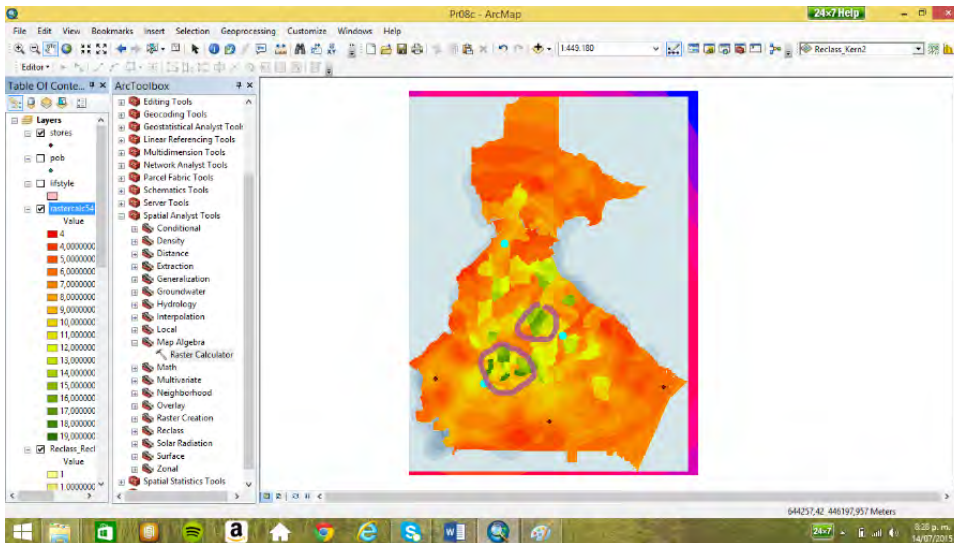 Pr08c - ArcMap
24×7 Help
File Edit View Bookmarks Insert Selection Geoprocessing Customize Windows Help
1:449.180
Reclass_Kern2
Editor
Table Of Conte...
Layers
stores
pob
lifstyle
rastercalc54
Value
4
4,0000000
5,0000000
6,0000000
7,0000000
8,0000000
9,0000000
10,000000
11,000000
12,000000
13,000000
14,000000
15,000000
16,000000
17,000000
18,000000
19,000000
Reclass_Recl
Value
1
1.0000000
ArcToolbox
Editing Tools
Geocoding Tools
Geostatistical Analyst Tools
Linear Referencing Tools
Multidimension Tools
Network Analyst Tools
Parcel Fabric Tools
Schematics Tools
Server Tools
Spatial Analyst Tools
Conditional
Density
Distance
Extraction
Generalization
Groundwater
Hydrology
Interpolation
Local
Map Algebra
Raster Calculator
Math
Multivariate
Neighborhood
Overlay
Raster Creation
Reclass
Solar Radiation
Surface
Zonal
Spatial Statistics Tools
644257,42 446197,957 Meters
24×7
8:28 p. m.
14/07/2015